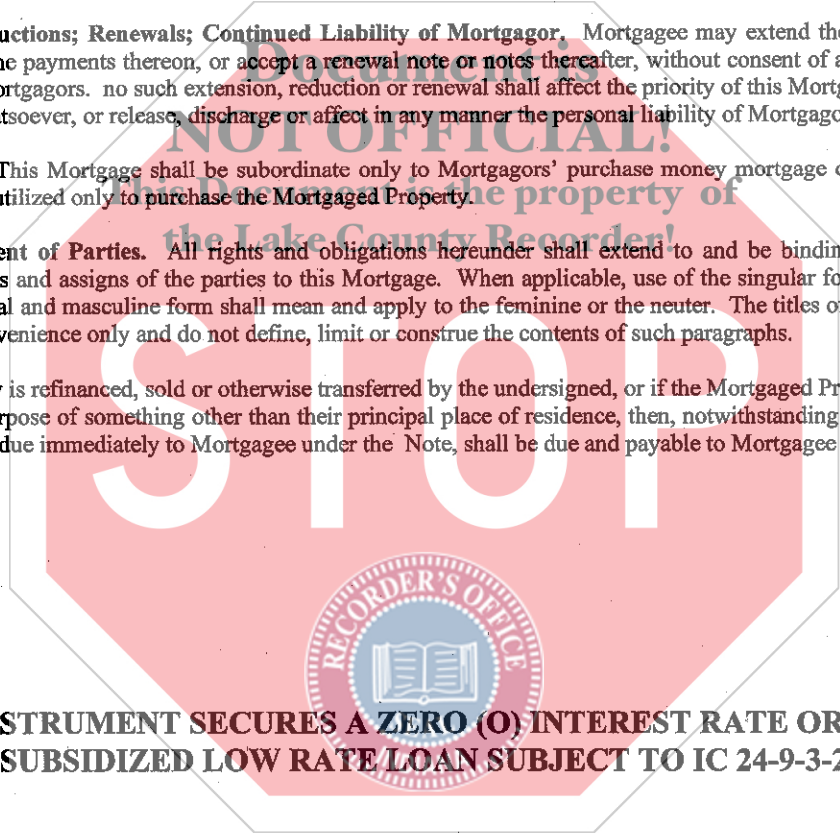 uctions; Renewals; Continued Liability of Mortgagor. Mortgagee may extend the
payments thereon, or accept a renewal note or notes thereafter, without consent of
ortgagors. no such extension, reduction or renewal shall affect the priority of this
tsoever, or release, discharge or affect in any manner the personal liability of
This Mortgage shall be subordinate only to Mortgagors' purchase money mortgage
utilized only to purchase the Mortgaged Property.
ent of Parties. All rights and obligations hereunder shall extend to and be
s and assigns of the parties to this Mortgage. When applicable, use of the singular
al and masculine form shall mean and apply to the feminine or the neuter. The titles
venience only and do not define, limit or construe the contents of such paragraphs.
is refinanced, sold or otherwise transferred by the undersigned, or if the Mortgaged
rpose of something other than their principal place of residence, then, notwithstanding
due immediately to Mortgagee under the Note, shall be due and payable to Mortgagee
STRUMENT SECURES A ZERO (O) INTEREST RATE OR
SUBSIDIZED LOW RATE LOAN SUBJECT TO IC 24-9-3-2
Document is
NOT OFFICIAL!
This Document is the property of
the Lake County Recorder!
STOP
RECORDER'S OFFICE